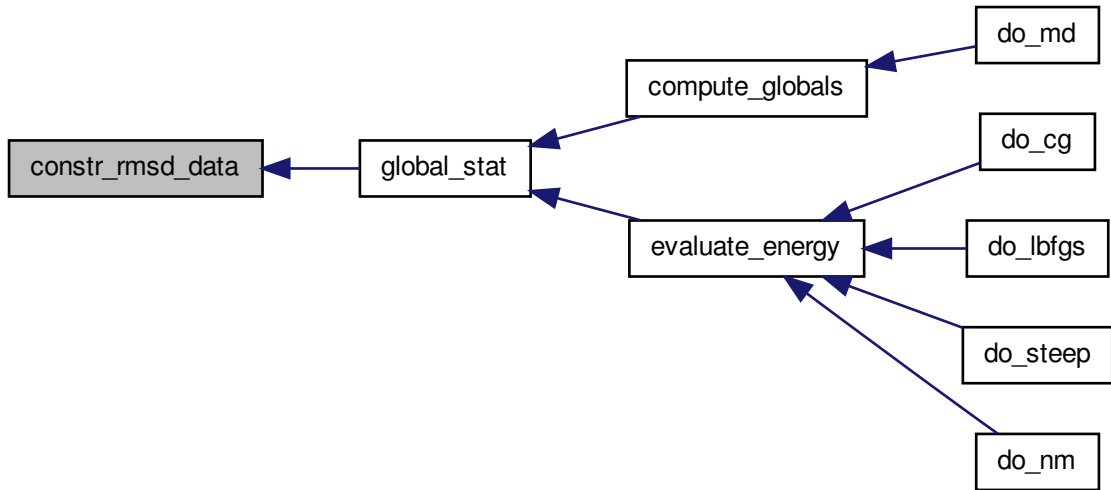 constr_rmsd_data
global_stat
compute_globals
do_md
evaluate_energy
do_cg
do_lbfgs
do_steep
do_nm